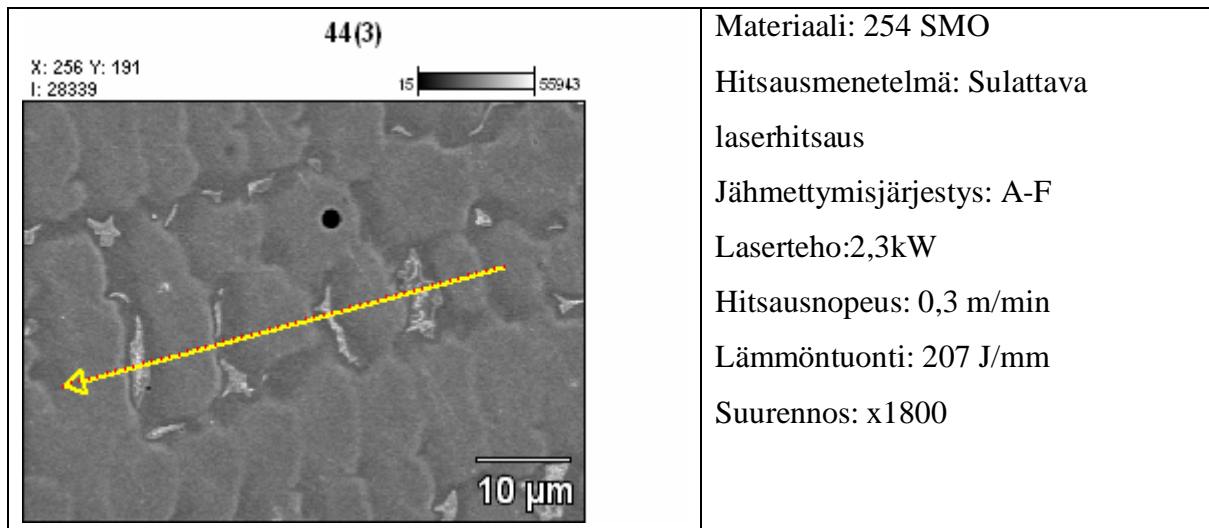 44(3)
X: 256 Y: 191
I: 28339
15 55943
10 µm
Materiaali: 254 SMO
Hitsausmenetelmä: Sulattava
laserhitsaus
Jähmettymisjärjestys: A-F
Laserteho:2,3kW
Hitsausnopeus: 0,3 m/min
Lämmöntuonti: 207 J/mm
Suurennos: x1800